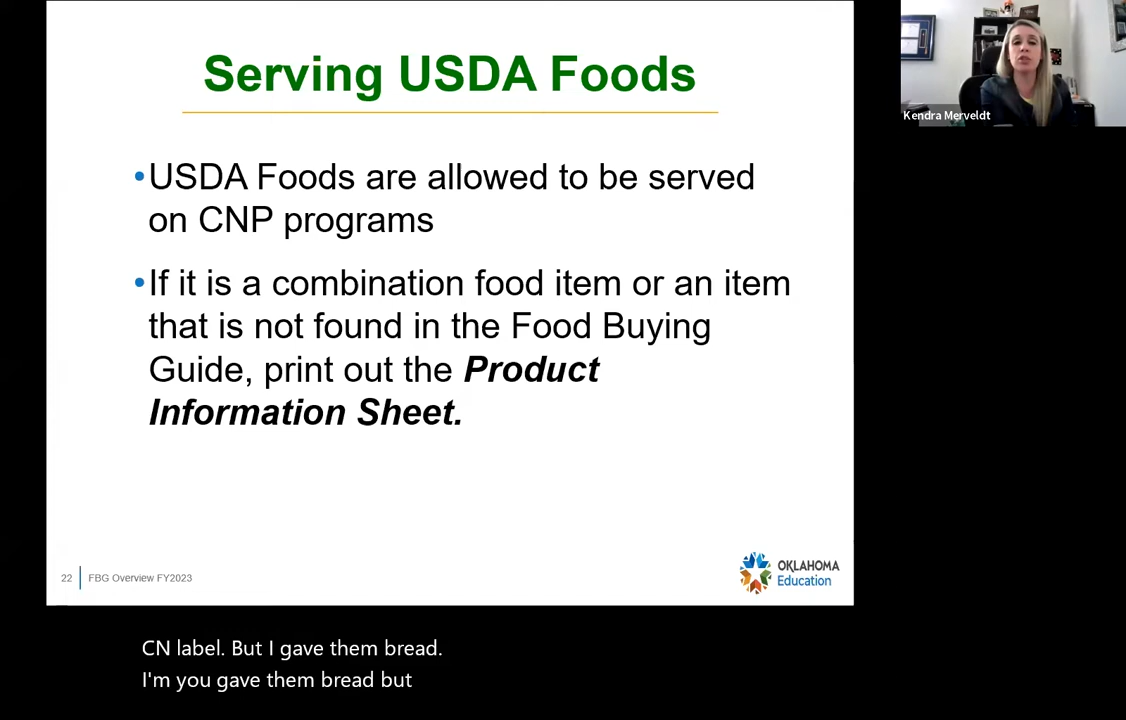 Serving USDA Foods
Kendra Merveldt
•USDA Foods are allowed to be served
on CNP programs
•If it is a combination food item or an item
that is not found in the Food Buying
Guide, print out the Product
Information Sheet.
22 FBG Overview FY2023
OKLAHOMA
Education
CN label. But I gave them bread.
I'm you gave them bread but